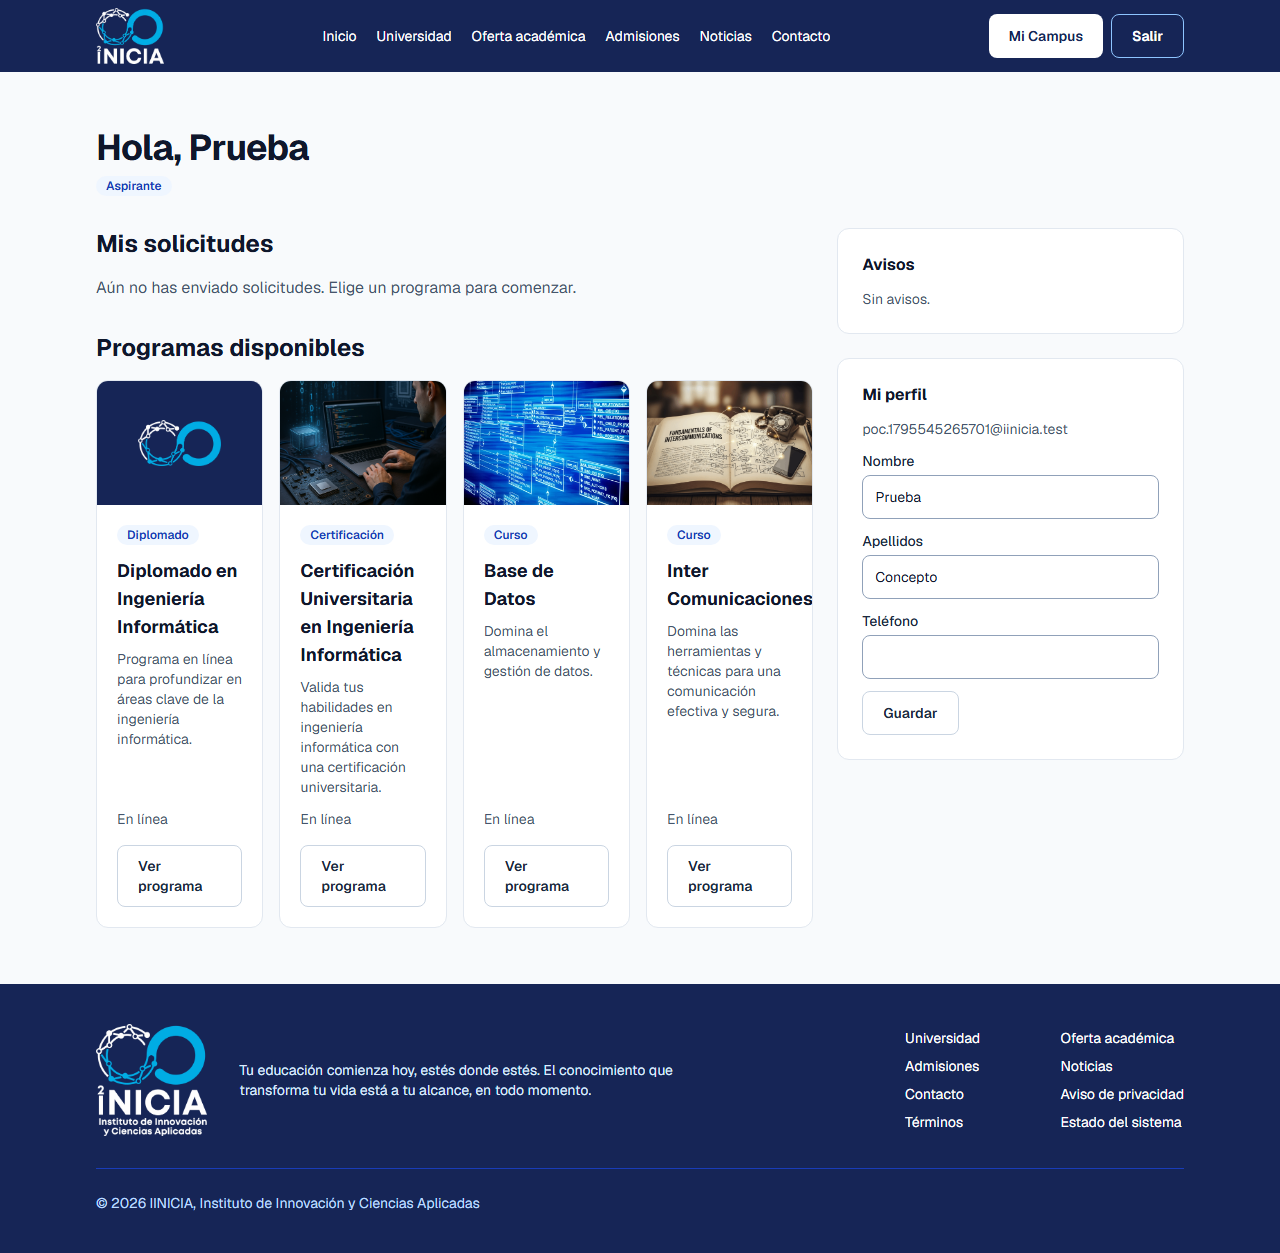 2
iNICIA
Inicio
Universidad
Oferta académica
Admisiones
Noticias
Contacto
Mi Campus
Salir
Hola, Prueba
Aspirante
Mis solicitudes
Aún no has enviado solicitudes. Elige un programa para comenzar.
Programas disponibles
Diplomado
Diplomado en
Ingeniería
Informática
Programa en línea
para profundizar en
áreas clave de la
ingeniería
informática.
En línea
Ver
programa
Certificación
Certificación
Universitaria
en Ingeniería
Informática
Valida tus
habilidades en
ingeniería
informática con
una certificación
universitaria.
En línea
Ver
programa
Curso
Base de
Datos
Domina el
almacenamiento y
gestión de datos.
En línea
Ver
programa
FUNDAMENTALS OF
INTERCOMMUNICATIONS
Curso
Inter
Comunicaciones
Domina las
herramientas y
técnicas para una
comunicación
efectiva y segura.
En línea
Ver
programa
Avisos
Sin avisos.
Mi perfil
poc.1795545265701@iinicia.test
Nombre
Prueba
Apellidos
Concepto
Teléfono
Guardar
2
iNICIA
Instituto de Innovación
y Ciencias Aplicadas
Tu educación comienza hoy, estés donde estés. El conocimiento que
transforma tu vida está a tu alcance, en todo momento.
Universidad
Admisiones
Contacto
Términos
Oferta académica
Noticias
Aviso de privacidad
Estado del sistema
© 2026 IINICIA, Instituto de Innovación y Ciencias Aplicadas